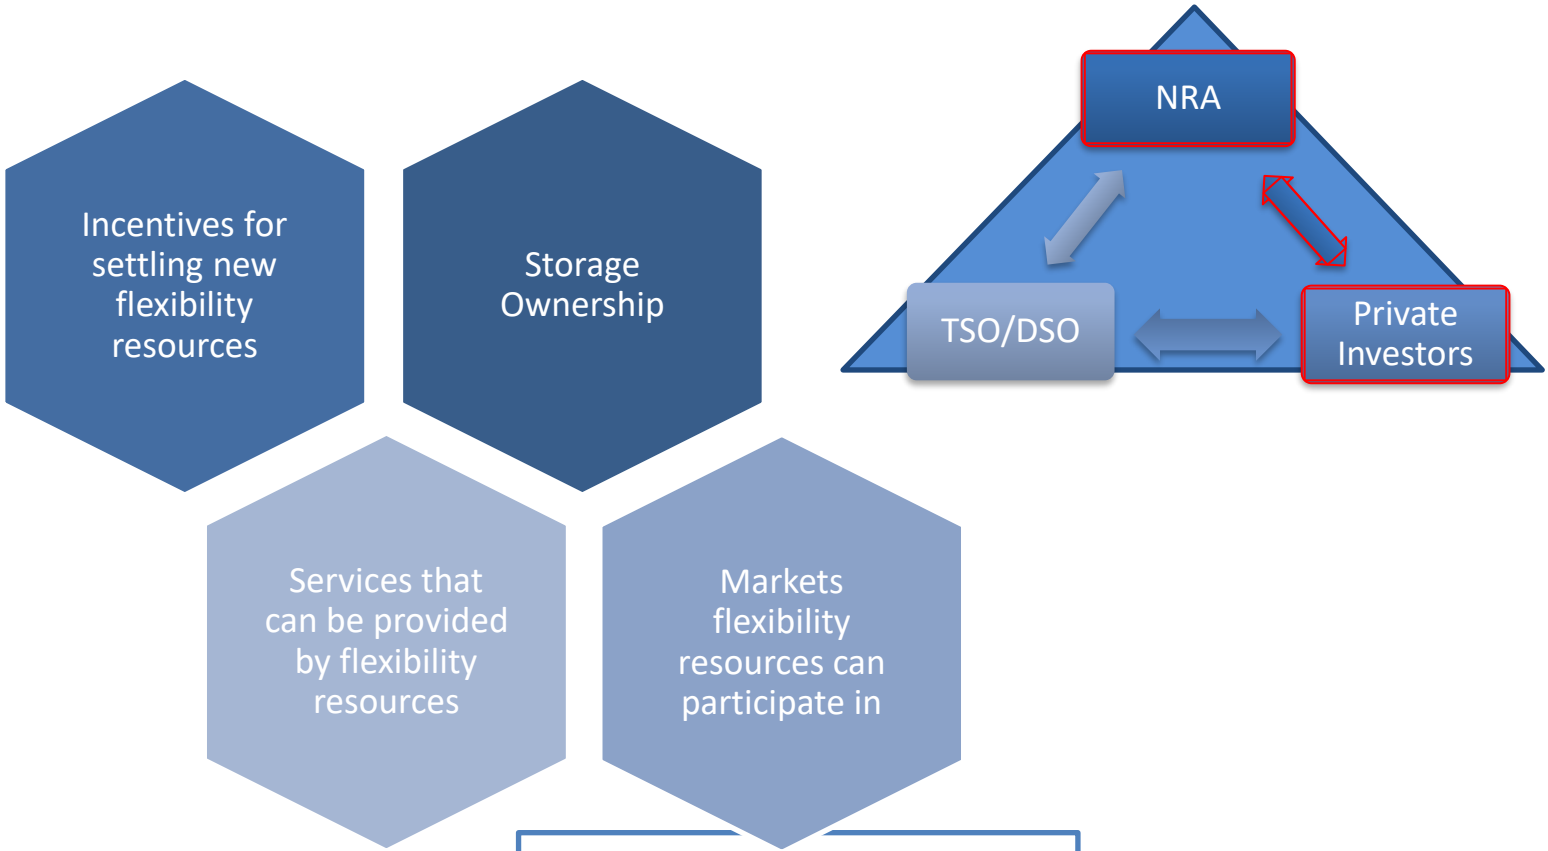 Incentives for
settling new
flexibility
resources
Storage
Ownership
Services that
can be provided
by flexibility
resources
Markets
flexibility
resources can
participate in
NRA
TSO/DSO
Private
Investors